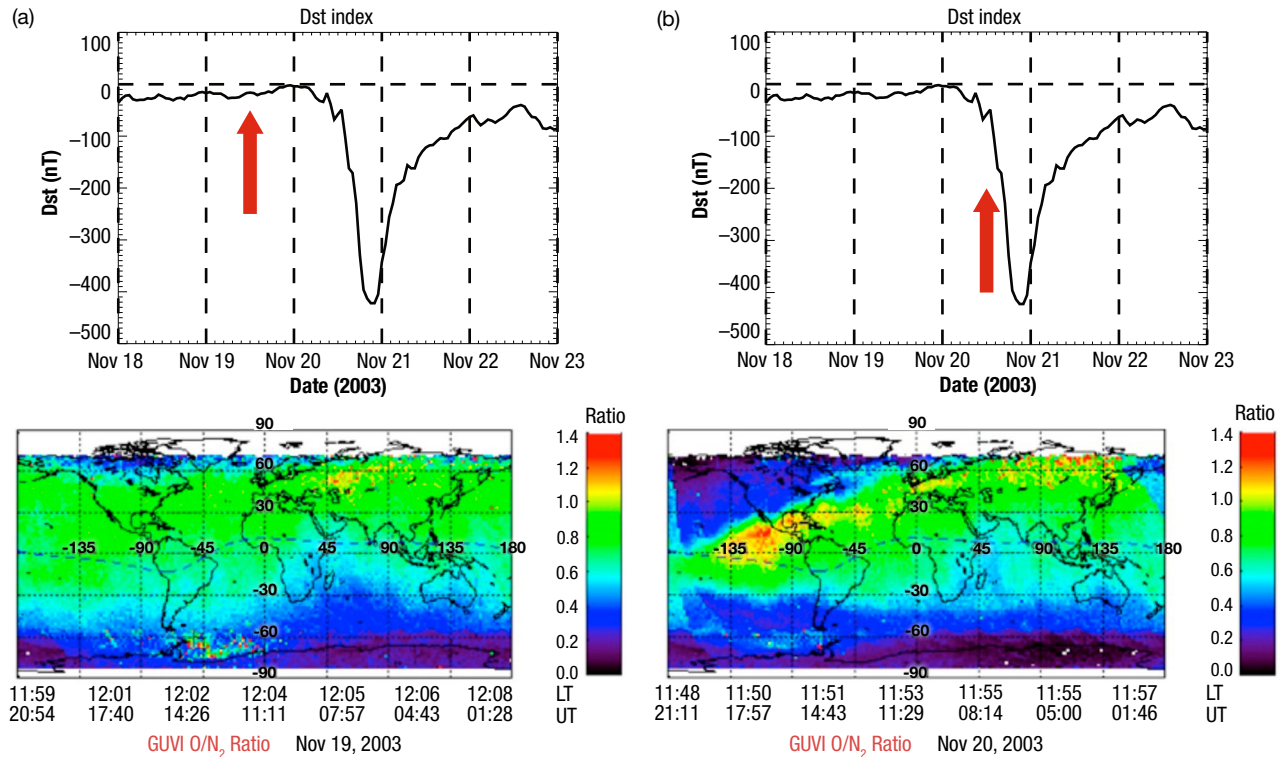 (a)
Dst index
100
0
–100
–200
–300
–400
–500
Dst (nT)
Nov 18 Nov 19 Nov 20 Nov 21 Nov 22 Nov 23
Date (2003)
90
60
30
-135 -90 -45 0 45 90 135 180
-30
-60
-90
Ratio
1.4
1.2
1.0
0.8
0.6
0.4
0.2
0.0
11:59 12:01 12:02 12:04 12:05 12:06 12:08 LT
20:54 17:40 14:26 11:11 07:57 04:43 01:28 UT
GUVI O/N₂ Ratio Nov 19, 2003
(b)
Dst index
100
0
–100
–200
–300
–400
–500
Dst (nT)
Nov 18 Nov 19 Nov 20 Nov 21 Nov 22 Nov 23
Date (2003)
90
60
30
-135 -90 -45 0 45 90 135 180
-30
-60
-90
Ratio
1.4
1.2
1.0
0.8
0.6
0.4
0.2
0.0
11:48 11:50 11:51 11:53 11:55 11:55 11:57 LT
21:11 17:57 14:43 11:29 08:14 05:00 01:46 UT
GUVI O/N₂ Ratio Nov 20, 2003